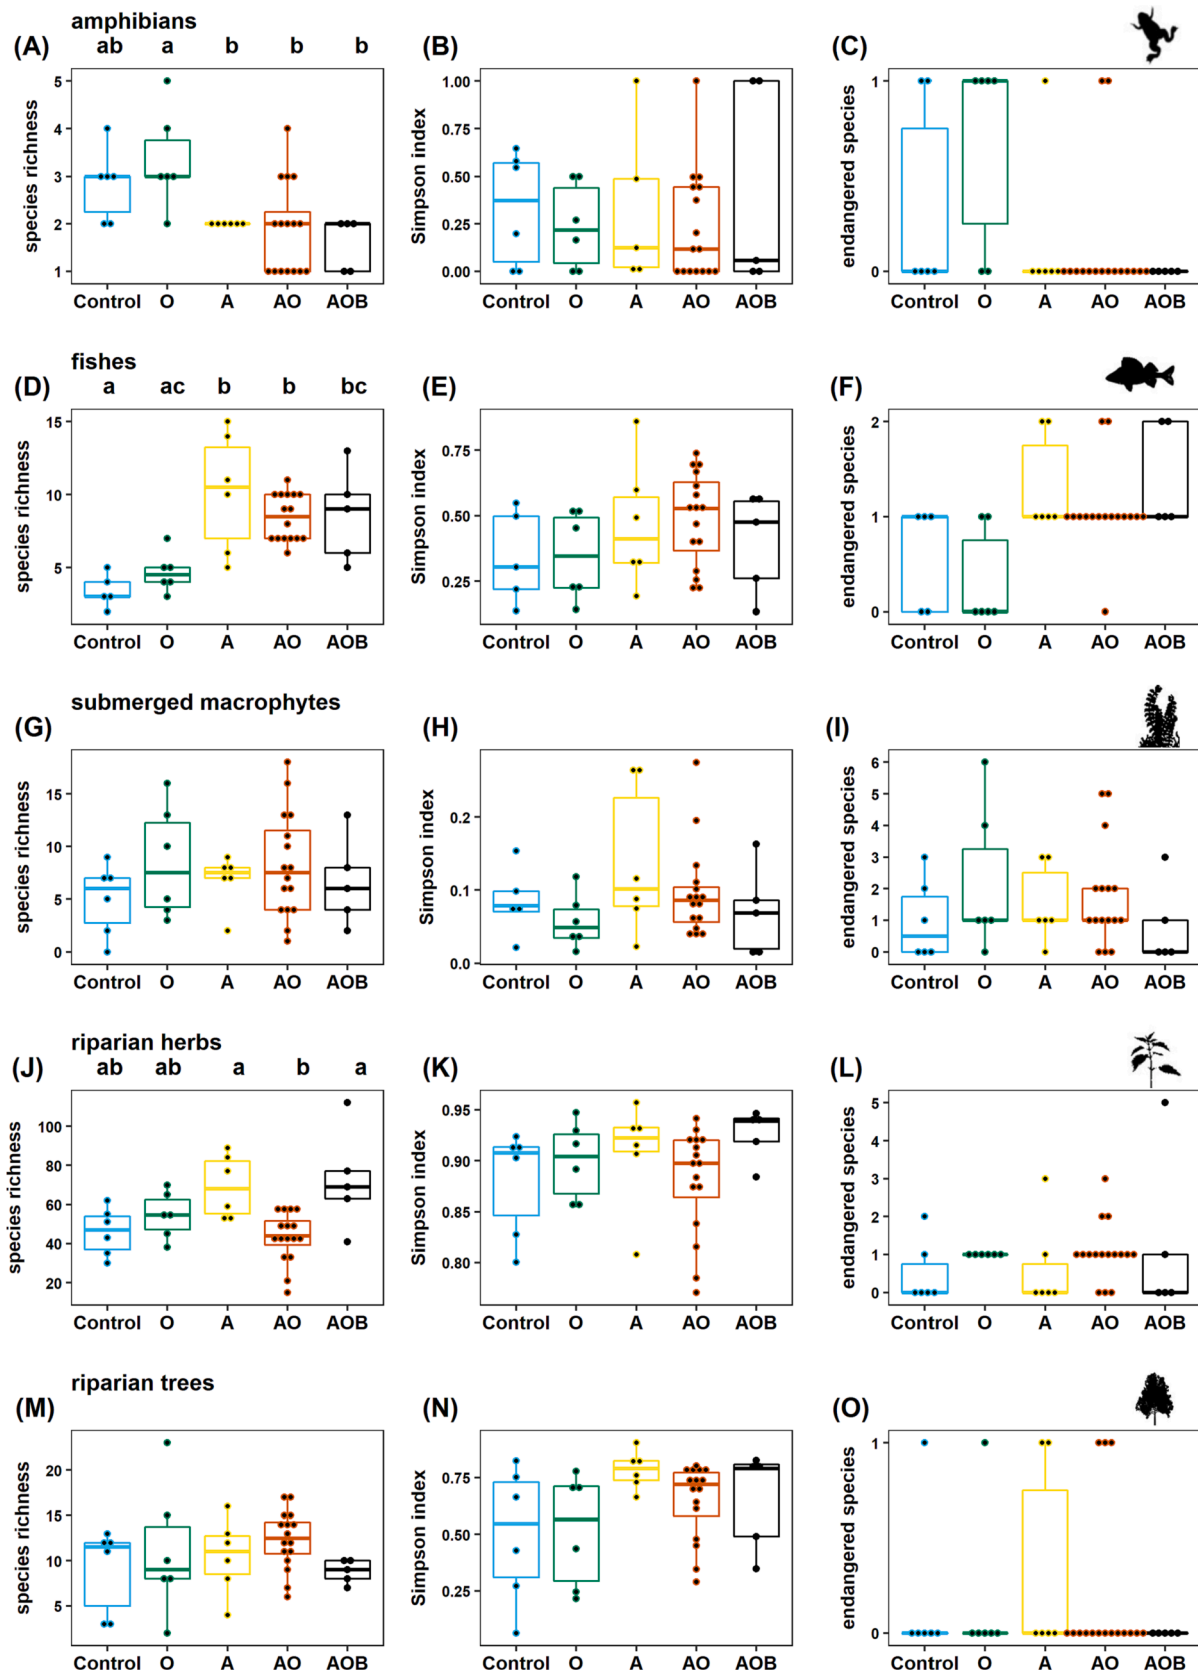 amphibians
(A) ab a b b b (B) (C)
species richness
5
4
3
2
1
Control O A AO AOB
Simpson index
1.00
0.75
0.50
0.25
0.00
Control O A AO AOB
endangered species
1
0
Control O A AO AOB
fishes
(D) a ac b b bc (E) (F)
species richness
15
10
5
Control O A AO AOB
Simpson index
0.75
0.50
0.25
Control O A AO AOB
endangered species
2
1
0
Control O A AO AOB
submerged macrophytes
(G) (H) (I)
species richness
15
10
5
0
Control O A AO AOB
Simpson index
0.2
0.1
0.0
Control O A AO AOB
endangered species
6
5
4
3
2
1
0
Control O A AO AOB
riparian herbs
(J) ab ab a b a (K) (L)
species richness
100
80
60
40
20
Control O A AO AOB
Simpson index
0.95
0.90
0.85
0.80
Control O A AO AOB
endangered species
5
4
3
2
1
0
Control O A AO AOB
riparian trees
(M) (N) (O)
species richness
20
15
10
5
Control O A AO AOB
Simpson index
0.75
0.50
0.25
Control O A AO AOB
endangered species
1
0
Control O A AO AOB